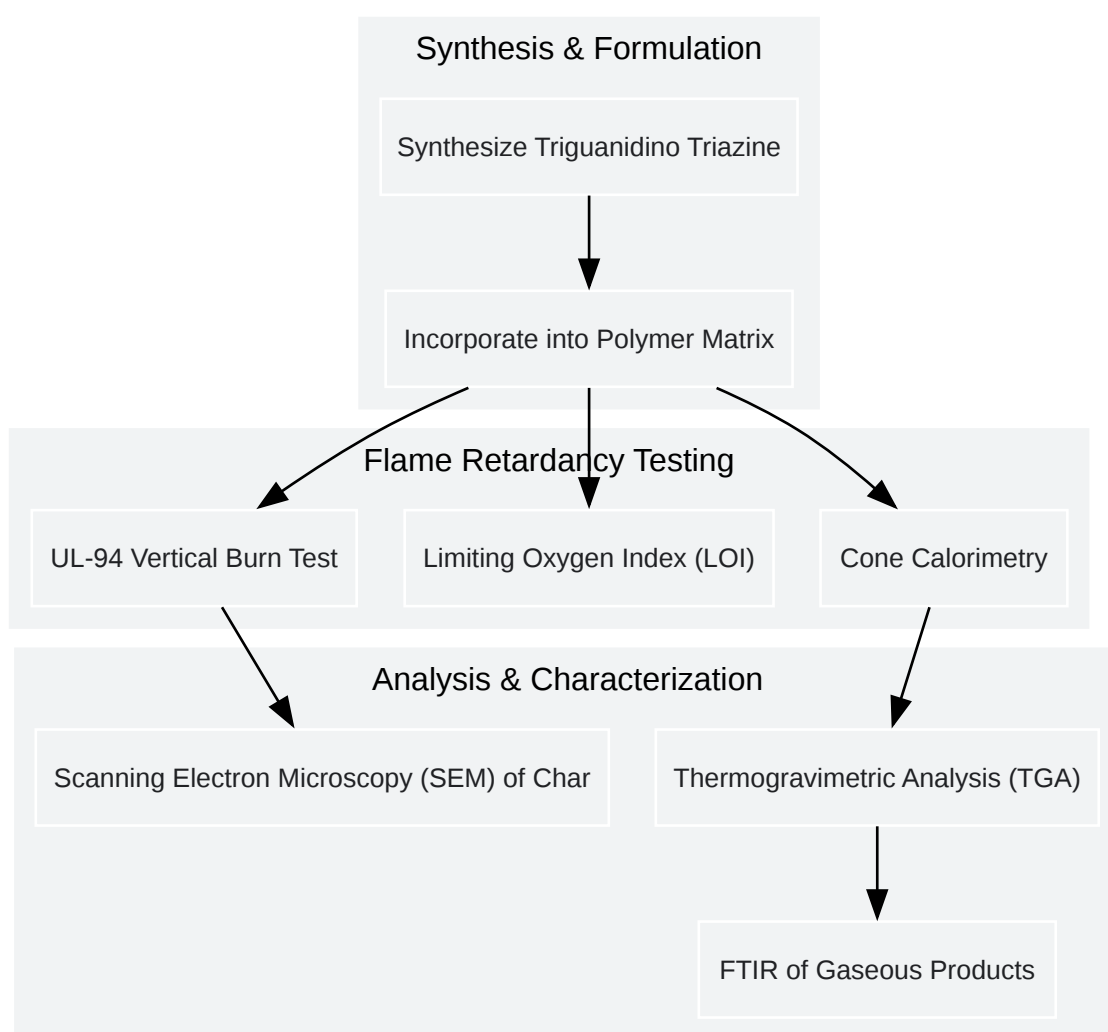 Synthesis & Formulation
Synthesize Triguanidino Triazine
Incorporate into Polymer Matrix
Flame Retardancy Testing
UL-94 Vertical Burn Test
Limiting Oxygen Index (LOI)
Cone Calorimetry
Analysis & Characterization
Scanning Electron Microscopy (SEM) of Char
Thermogravimetric Analysis (TGA)
FTIR of Gaseous Products